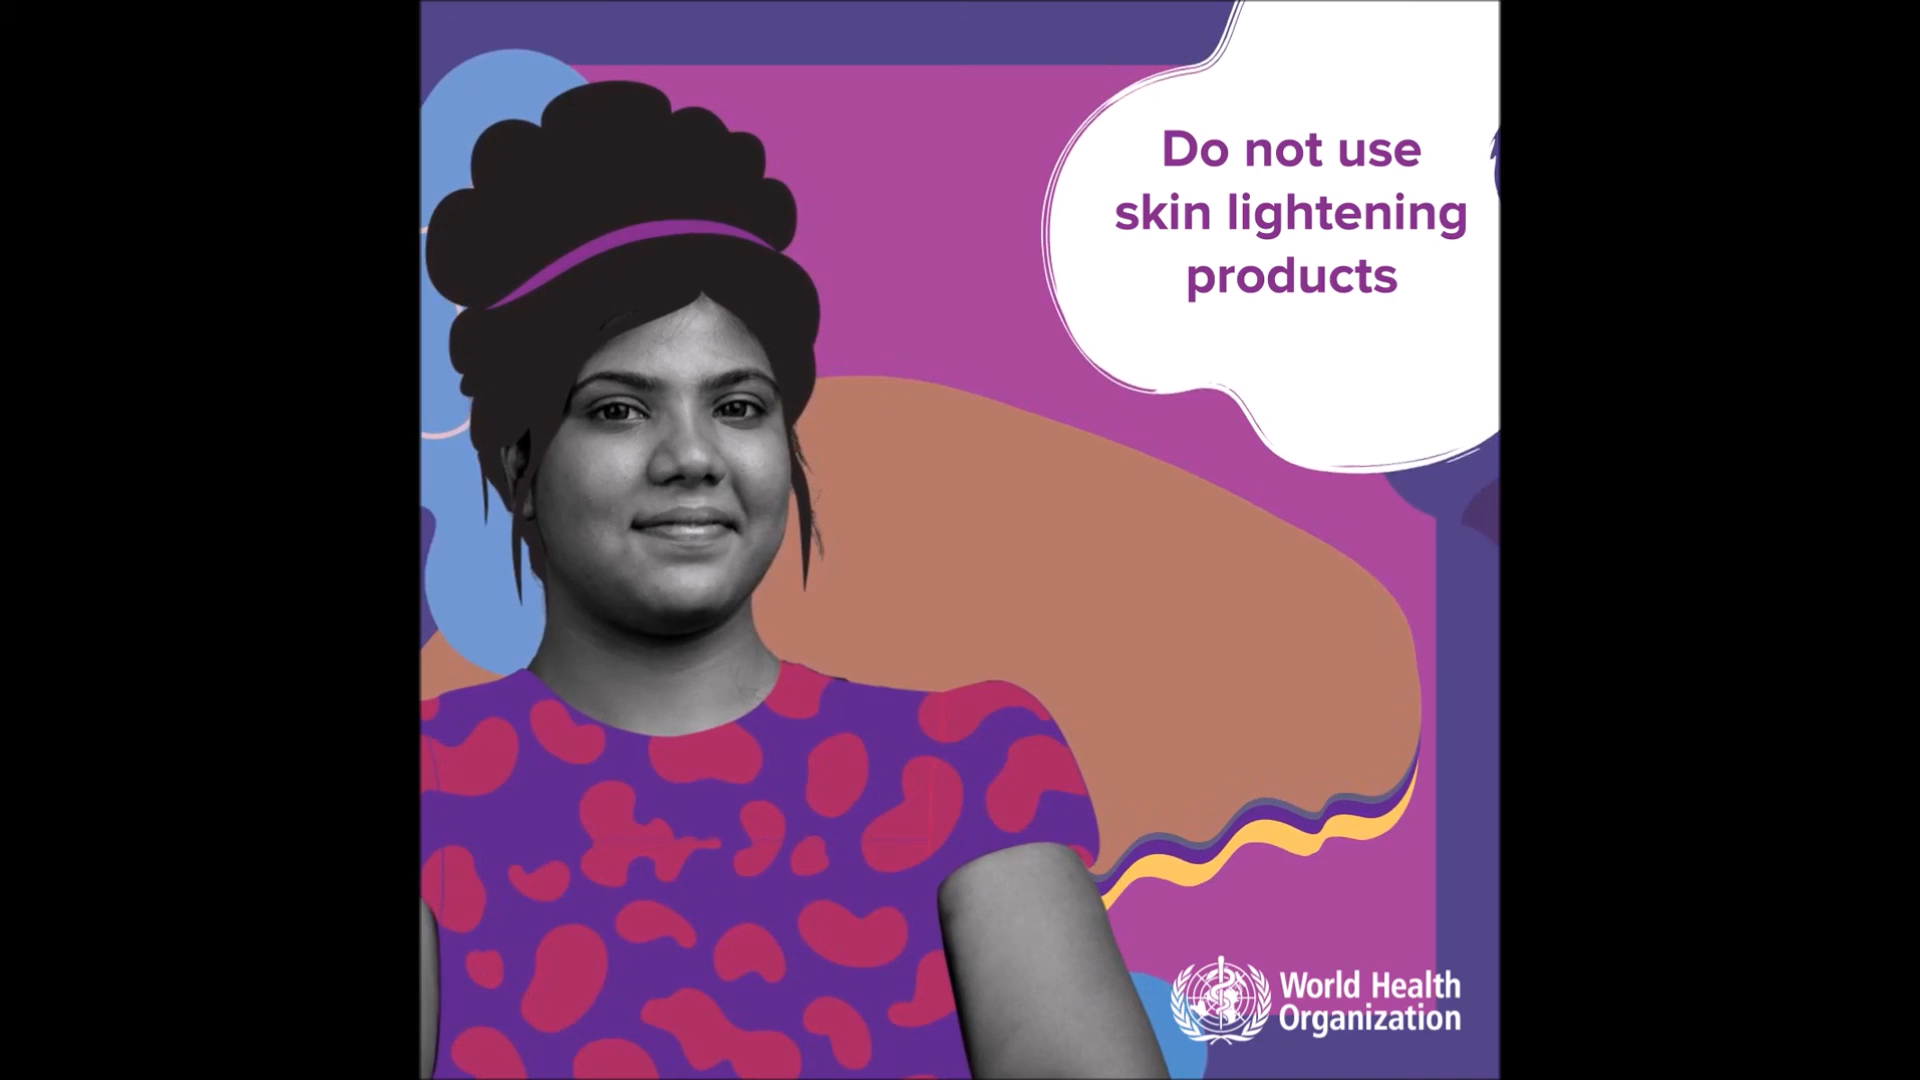 Do not use
skin lightening
products
World Health
Organization